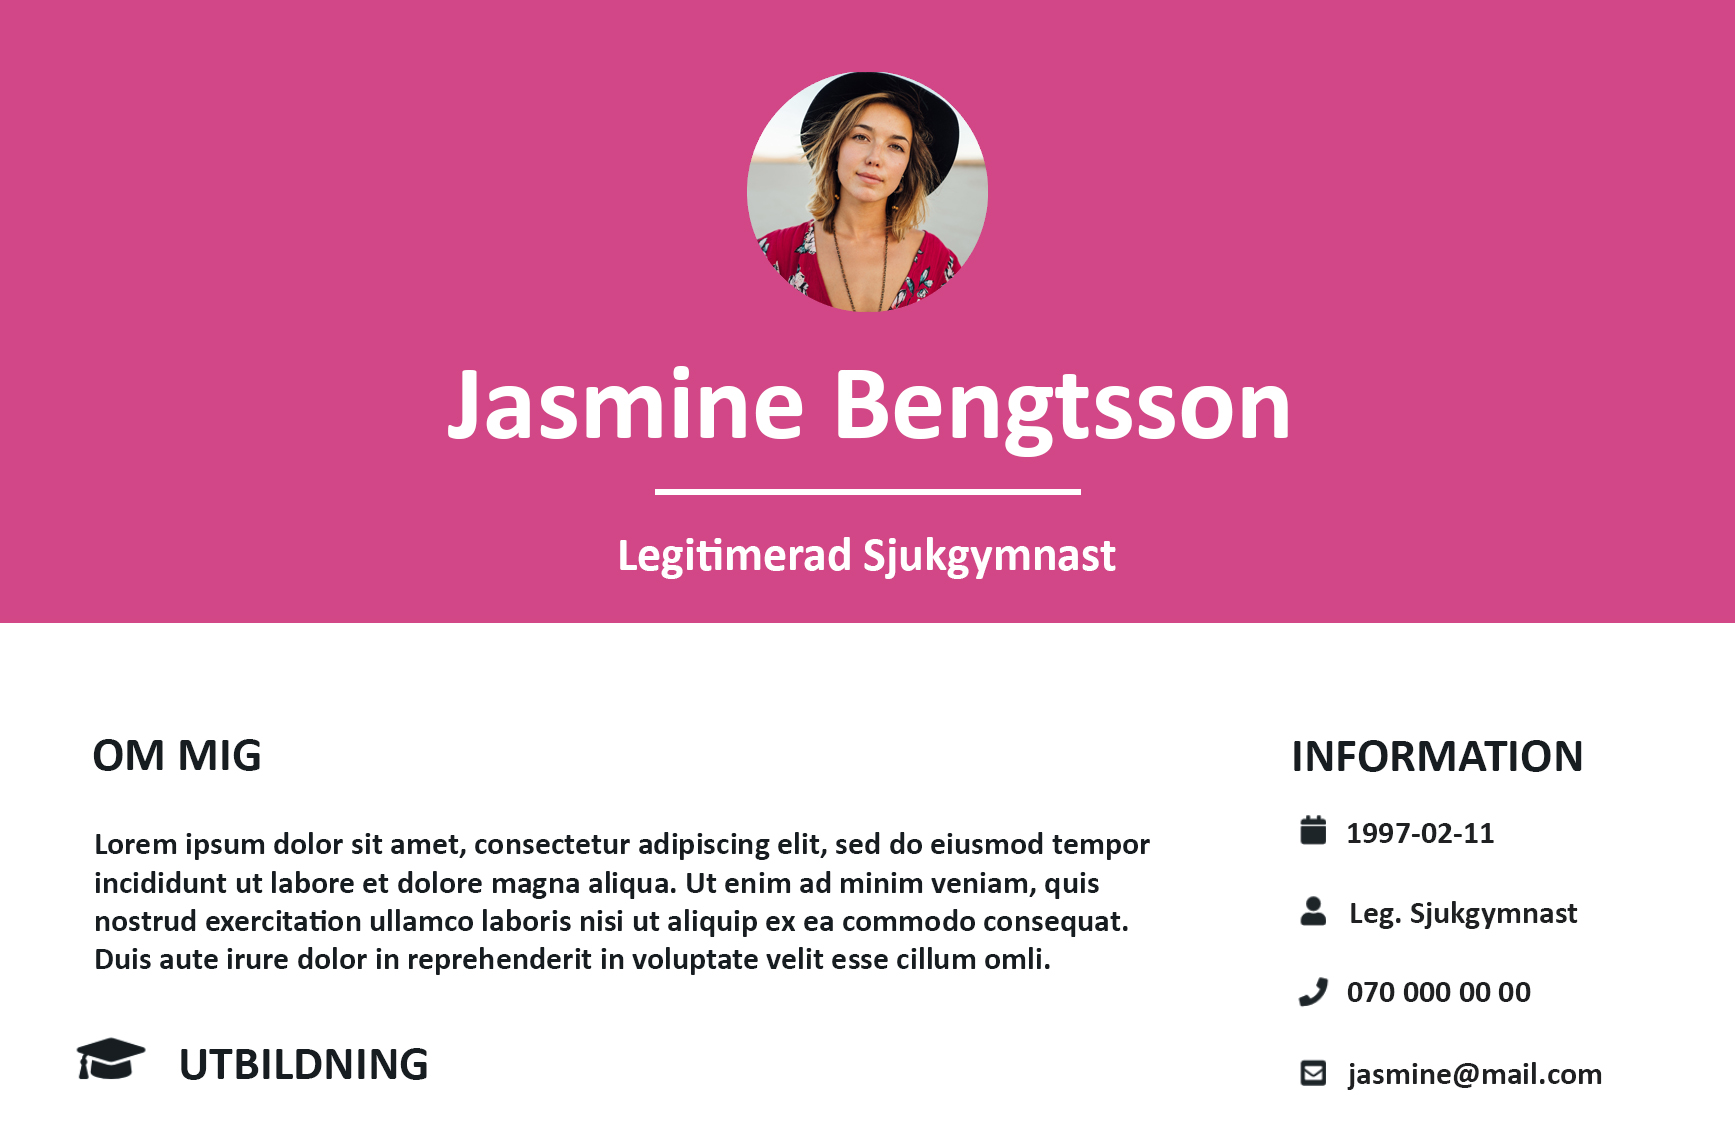 Jasmine Bengtsson
Legitimerad Sjukgymnast
OM MIG
Lorem ipsum dolor sit amet, consectetur adipiscing elit, sed do eiusmod tempor
incididunt ut labore et dolore magna aliqua. Ut enim ad minim veniam, quis
nostrud exercitation ullamco laboris nisi ut aliquip ex ea commodo consequat.
Duis aute irure dolor in reprehenderit in voluptate velit esse cillum omli.
UTBILDNING
INFORMATION
1997-02-11
Leg. Sjukgymnast
070 000 00 00
jasmine@mail.com